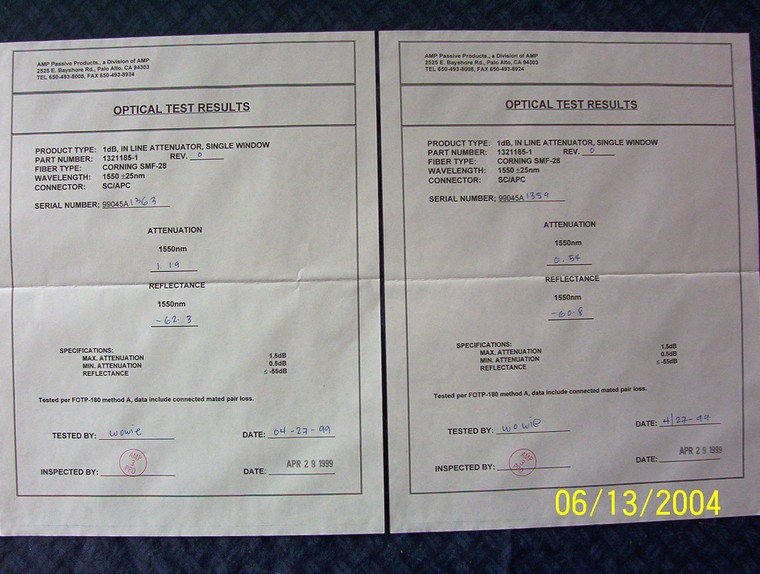 AMP Passive Products., a Division of AMP
2525 E. Bayshore Rd., Palo Alto, CA 94303
TEL 650-493-8008, FAX 650-493-8924
OPTICAL TEST RESULTS
PRODUCT TYPE: 1dB, IN LINE ATTENUATOR, SINGLE WINDOW
PART NUMBER: 1321185-1 REV. 0
FIBER TYPE: CORNING SMF-28
WAVELENGTH: 1550 ±25nm
CONNECTOR: SC/APC
SERIAL NUMBER: 99045A1363
ATTENUATION
1550nm
1.19
REFLECTANCE
1550nm
-62.3
SPECIFICATIONS:
MAX. ATTENUATION 1.5dB
MIN. ATTENUATION 0.5dB
REFLECTANCE ≤ -55dB
Tested per FOTP-180 method A, data include connected mated pair loss.
TESTED BY: wowie DATE: 04-27-99
INSPECTED BY: AMP PPD DATE: APR 29 1999
AMP Passive Products., a Division of AMP
2525 E. Bayshore Rd., Palo Alto, CA 94303
TEL 650-493-8008, FAX 650-493-8924
OPTICAL TEST RESULTS
PRODUCT TYPE: 1dB, IN LINE ATTENUATOR, SINGLE WINDOW
PART NUMBER: 1321185-1 REV. 0
FIBER TYPE: CORNING SMF-28
WAVELENGTH: 1550 ±25nm
CONNECTOR: SC/APC
SERIAL NUMBER: 99045A1359
ATTENUATION
1550nm
0.54
REFLECTANCE
1550nm
-60.8
SPECIFICATIONS:
MAX. ATTENUATION 1.5dB
MIN. ATTENUATION 0.5dB
REFLECTANCE ≤ -55dB
Tested per FOTP-180 method A, data include connected mated pair loss.
TESTED BY: wowie DATE: 4/27-99
INSPECTED BY: AMP PPD DATE: APR 29 1999
06/13/2004